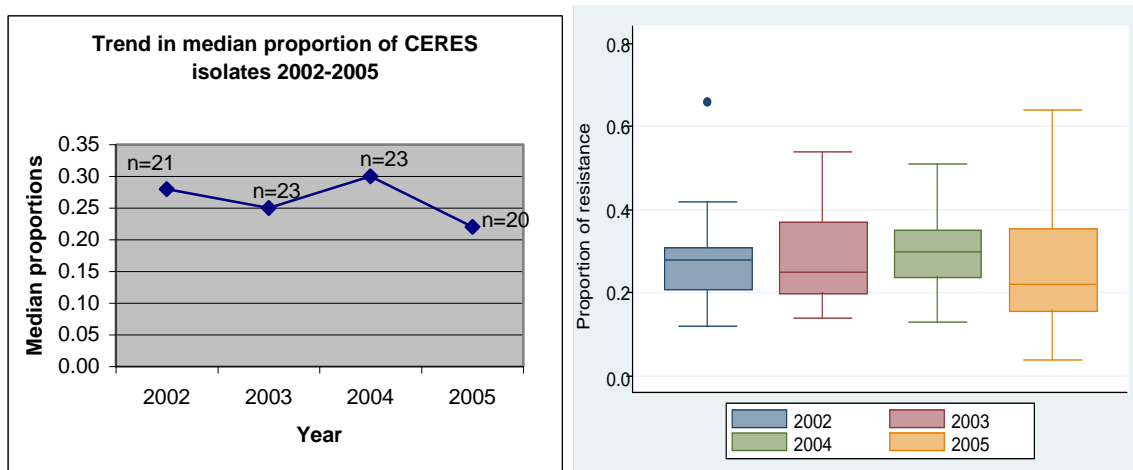 Trend in median proportion of CERES
isolates 2002-2005
Median proportions
0.35
0.30
0.25
0.20
0.15
0.10
0.05
0.00
n=21
n=23
n=23
n=20
2002 2003 2004 2005
Year
Proportion of resistance
0.8
0.6
0.4
0.2
0.0
2002 2003
2004 2005